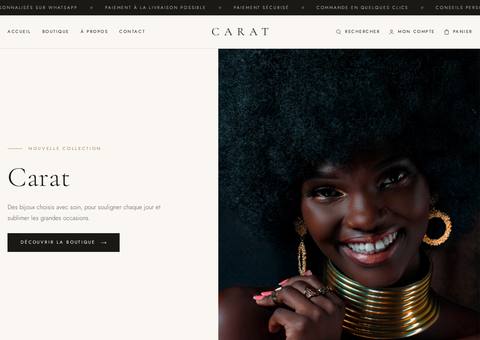 SONNALISÉS SUR WHATSAPP PAIEMENT À LA LIVRAISON POSSIBLE PAIEMENT SÉCURISÉ COMMANDE EN QUELQUES CLICS CONSEILS PERS
ACCUEIL BOUTIQUE À PROPOS CONTACT CARAT RECHERCHER MON COMPTE PANIER
NOUVELLE COLLECTION
Carat
Des bijoux choisis avec soin, pour souligner chaque jour et
sublimer les grandes occasions.
DÉCOUVRIR LA BOUTIQUE →